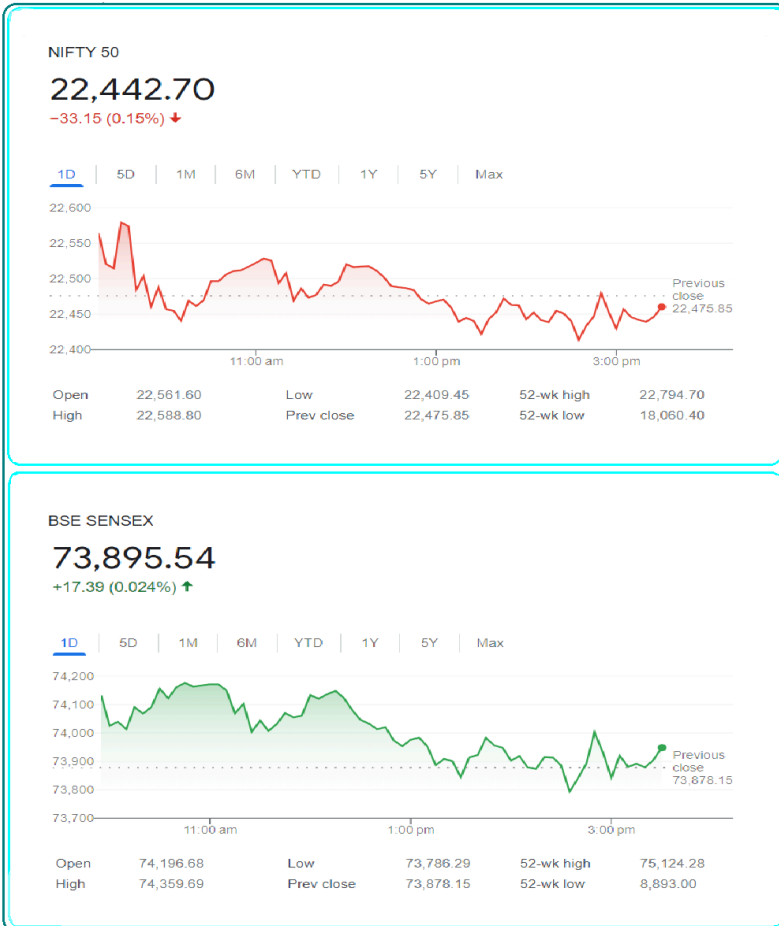 NIFTY 50
22,442.70
−33.15 (0.15%) ↓
1D 5D 1M 6M YTD 1Y 5Y Max
22,600
22,550
22,500
22,450
22,400
Previous
close
22,475.85
11:00 am 1:00 pm 3:00 pm
Open 22,561.60 Low 22,409.45 52-wk high 22,794.70
High 22,588.80 Prev close 22,475.85 52-wk low 18,060.40
BSE SENSEX
73,895.54
+17.39 (0.024%) ↑
1D 5D 1M 6M YTD 1Y 5Y Max
74,200
74,100
74,000
73,900
73,800
73,700
Previous
close
73,878.15
11:00 am 1:00 pm 3:00 pm
Open 74,196.68 Low 73,786.29 52-wk high 75,124.28
High 74,359.69 Prev close 73,878.15 52-wk low 8,893.00